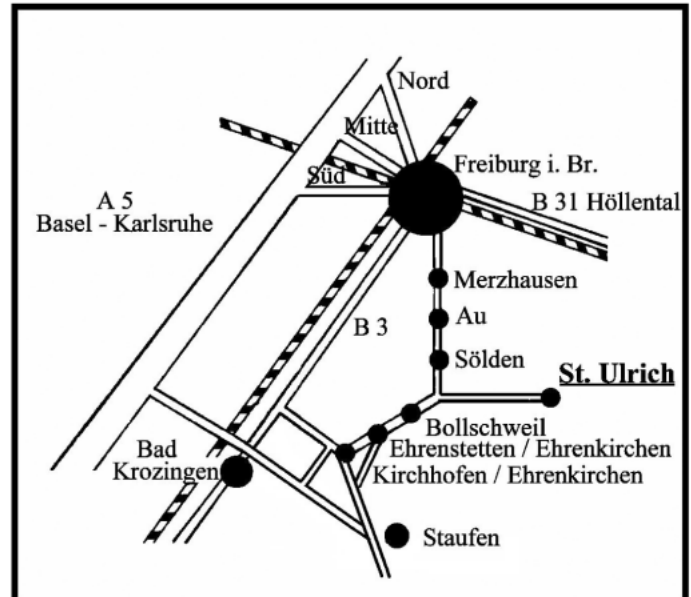 Nord
Mitte
Süd
Freiburg i. Br.
B 31 Höllental
A 5
Basel - Karlsruhe
Merzhausen
Au
B 3
Sölden
St. Ulrich
Bollschweil
Ehrenstetten / Ehrenkirchen
Kirchhofen / Ehrenkirchen
Bad
Krozingen
Staufen